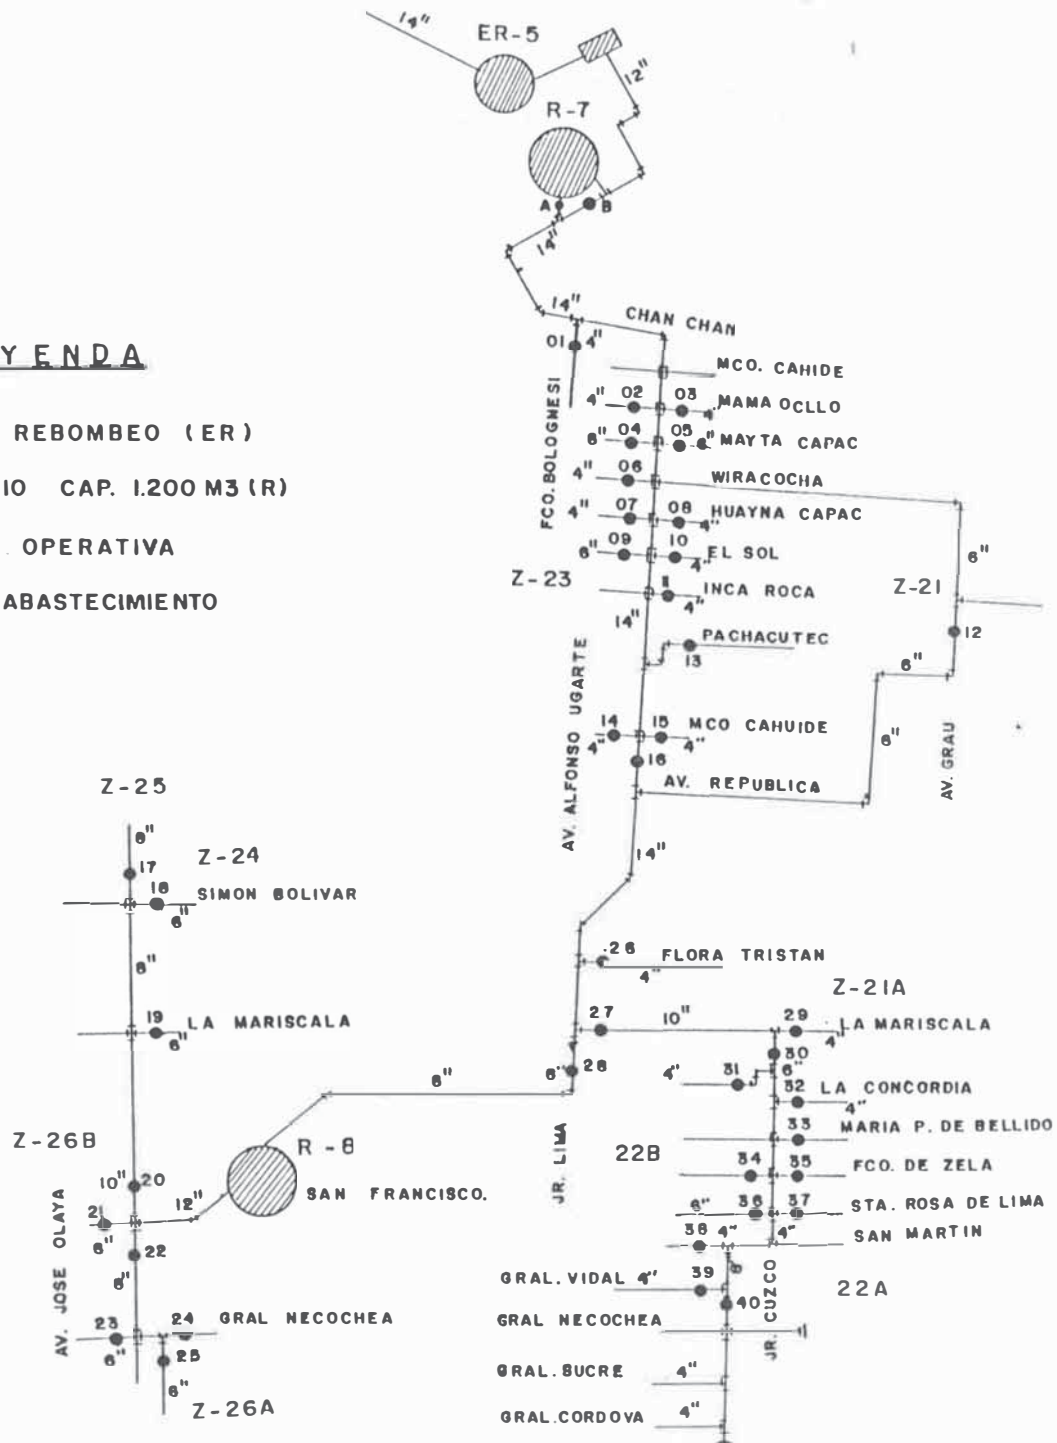 14"
ER-5
12"
R-7
A
B
14"
14"
CHAN CHAN
01
4"
YENDA
MCO. CAHIDE
FCO. BOLOGNESI
4"
02
03
4"
MAMA OCLLO
REBOMBEO (ER)
6"
04
05
6"
MAYTA CAPAC
4"
06
WIRACOCHA
10 CAP. 1.200 M3 (R)
4"
07
08
4"
HUAYNA CAPAC
OPERATIVA
6"
09
10
4"
EL SOL
6"
Z-23
11
4"
INCA ROCA
Z-21
ABASTECIMIENTO
14"
12
PACHACUTEC
13
6"
AV. ALFONSO UGARTE
14
4"
15
4"
MCO CAHUIDE
6"
AV. GRAU
16
AV. REPUBLICA
Z-25
14"
8"
17
Z-24
18
6"
SIMON BOLIVAR
26
4"
FLORA TRISTAN
8"
Z-21A
19
6"
LA MARISCALA
27
10"
29
4"
LA MARISCALA
30
8"
6"
28
4"
31
6"
32
4"
LA CONCORDIA
Z-26B
R-8
SAN FRANCISCO.
JR. LIMA
22B
33
MARIA P. DE BELLIDO
10"
20
34
35
FCO. DE ZELA
21
6"
12"
6"
36
37
STA. ROSA DE LIMA
AV. JOSE OLAYA
22
38
4"
4"
SAN MARTIN
8"
8"
GRAL. VIDAL 4"
39
22A
40
JR. CUZCO
23
6"
24
GRAL NECOCHEA
GRAL NECOCHEA
25
6"
GRAL. SUCRE
4"
Z-26A
GRAL. CORDOVA
4"